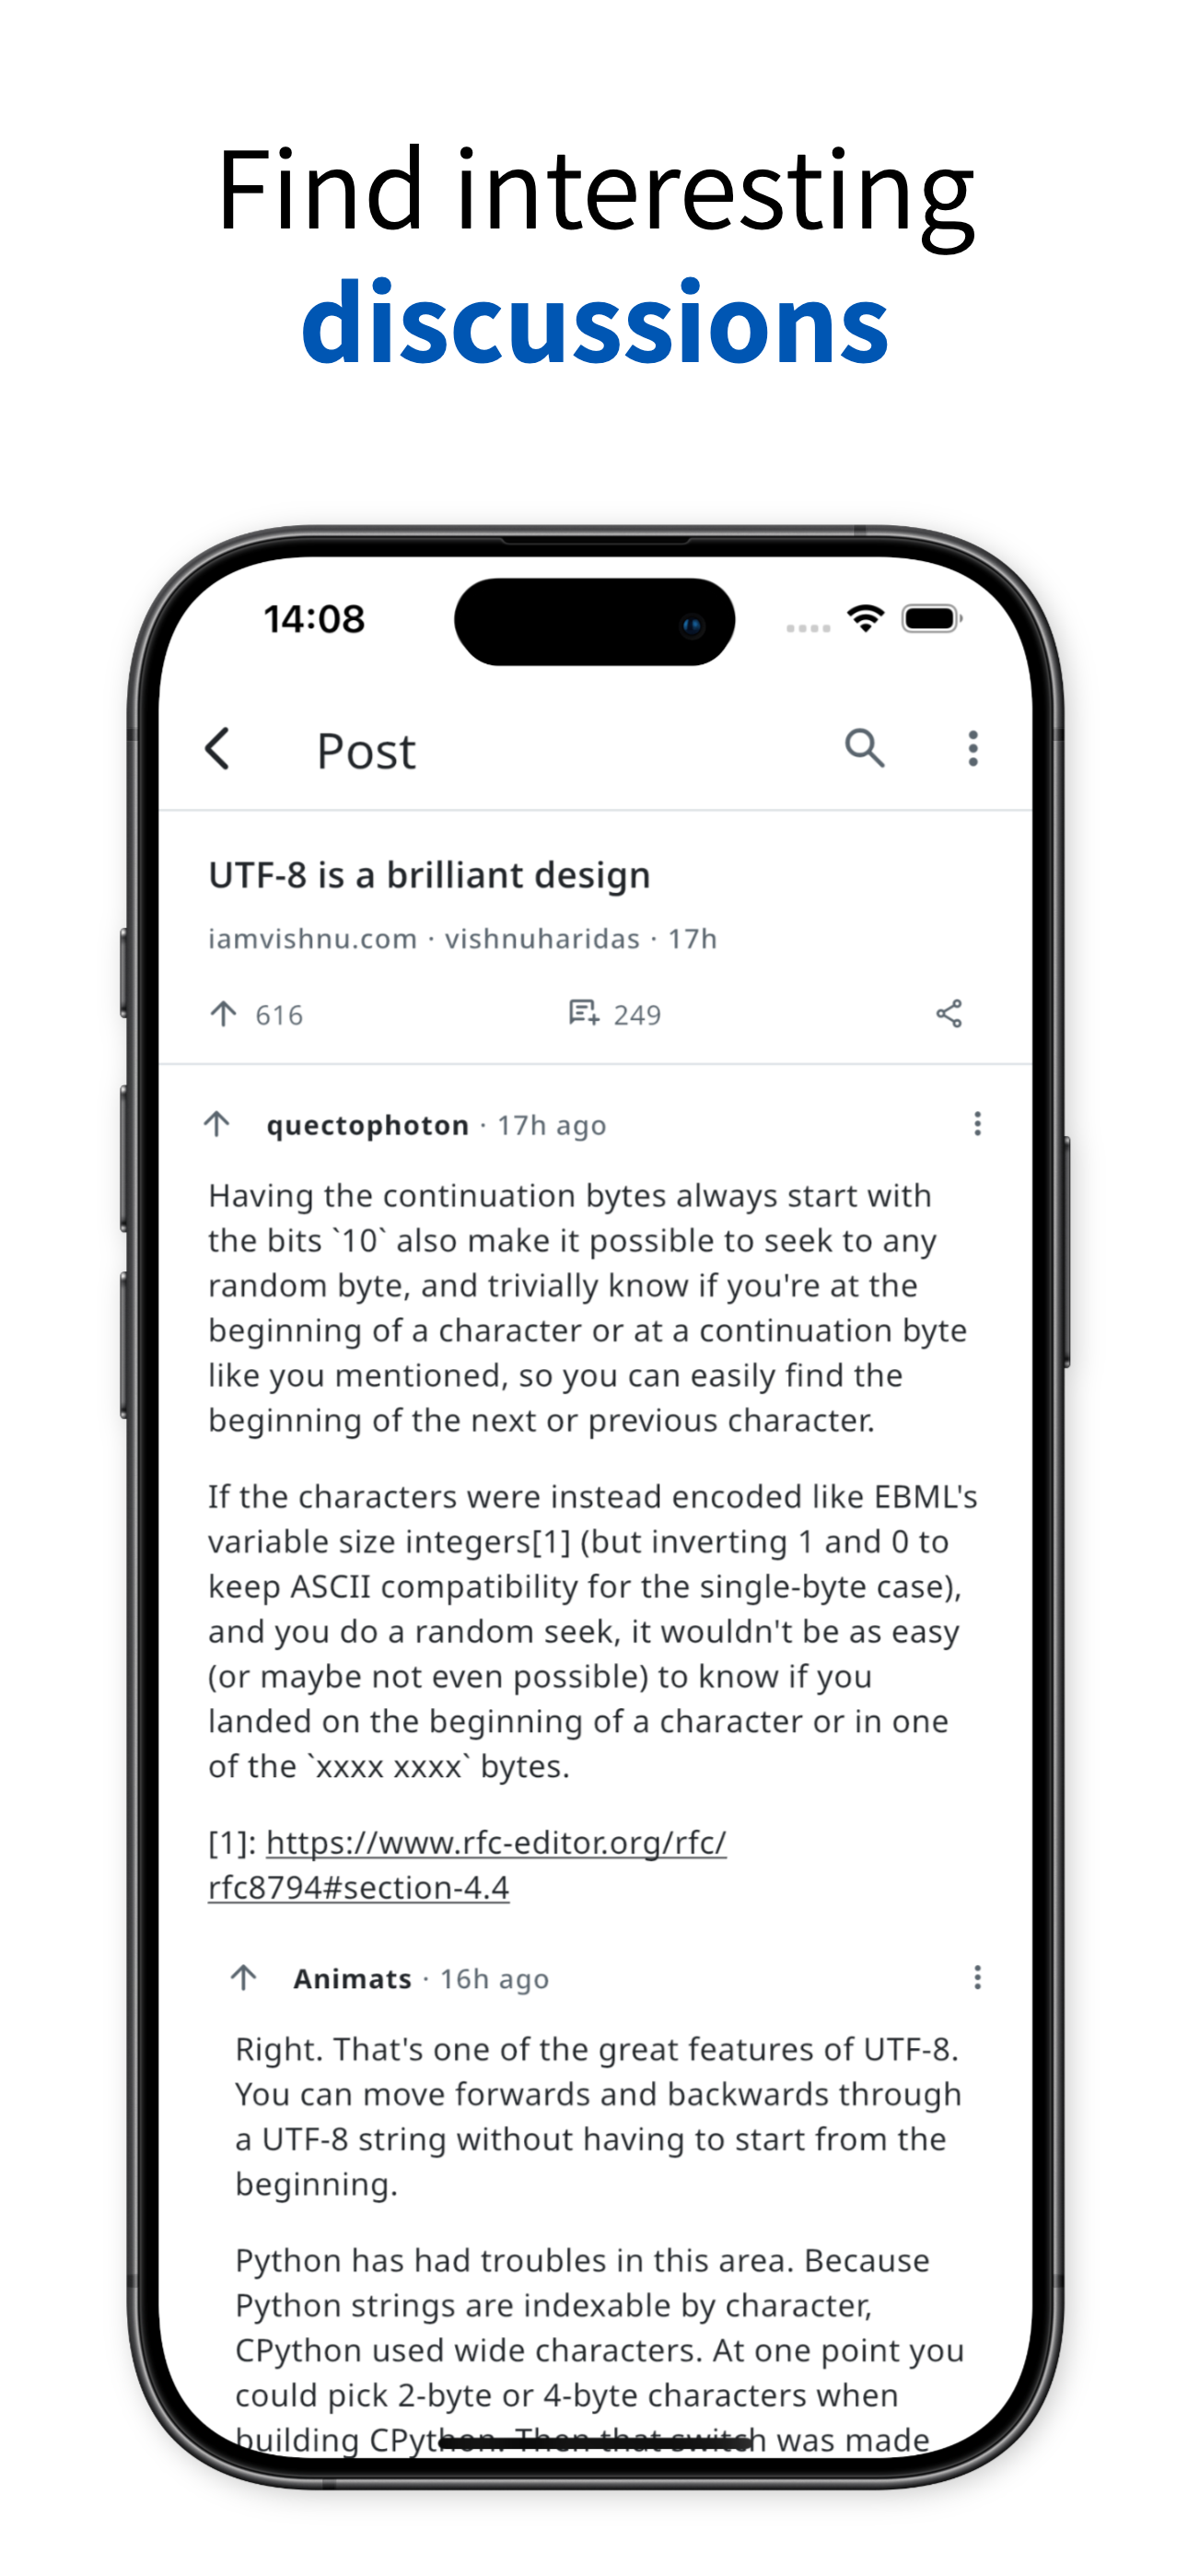 Find interesting
discussions
14:08
Post
UTF-8 is a brilliant design
iamvishnu.com · vishnuharidas · 17h
616 249
quectophoton · 17h ago
Having the continuation bytes always start with
the bits `10` also make it possible to seek to any
random byte, and trivially know if you're at the
beginning of a character or at a continuation byte
like you mentioned, so you can easily find the
beginning of the next or previous character.
If the characters were instead encoded like EBML's
variable size integers[1] (but inverting 1 and 0 to
keep ASCII compatibility for the single-byte case),
and you do a random seek, it wouldn't be as easy
(or maybe not even possible) to know if you
landed on the beginning of a character or in one
of the `xxxx xxxx` bytes.
[1]: https://www.rfc-editor.org/rfc/
rfc8794#section-4.4
Animats · 16h ago
Right. That's one of the great features of UTF-8.
You can move forwards and backwards through
a UTF-8 string without having to start from the
beginning.
Python has had troubles in this area. Because
Python strings are indexable by character,
CPython used wide characters. At one point you
could pick 2-byte or 4-byte characters when
building CPython. Then that switch was made